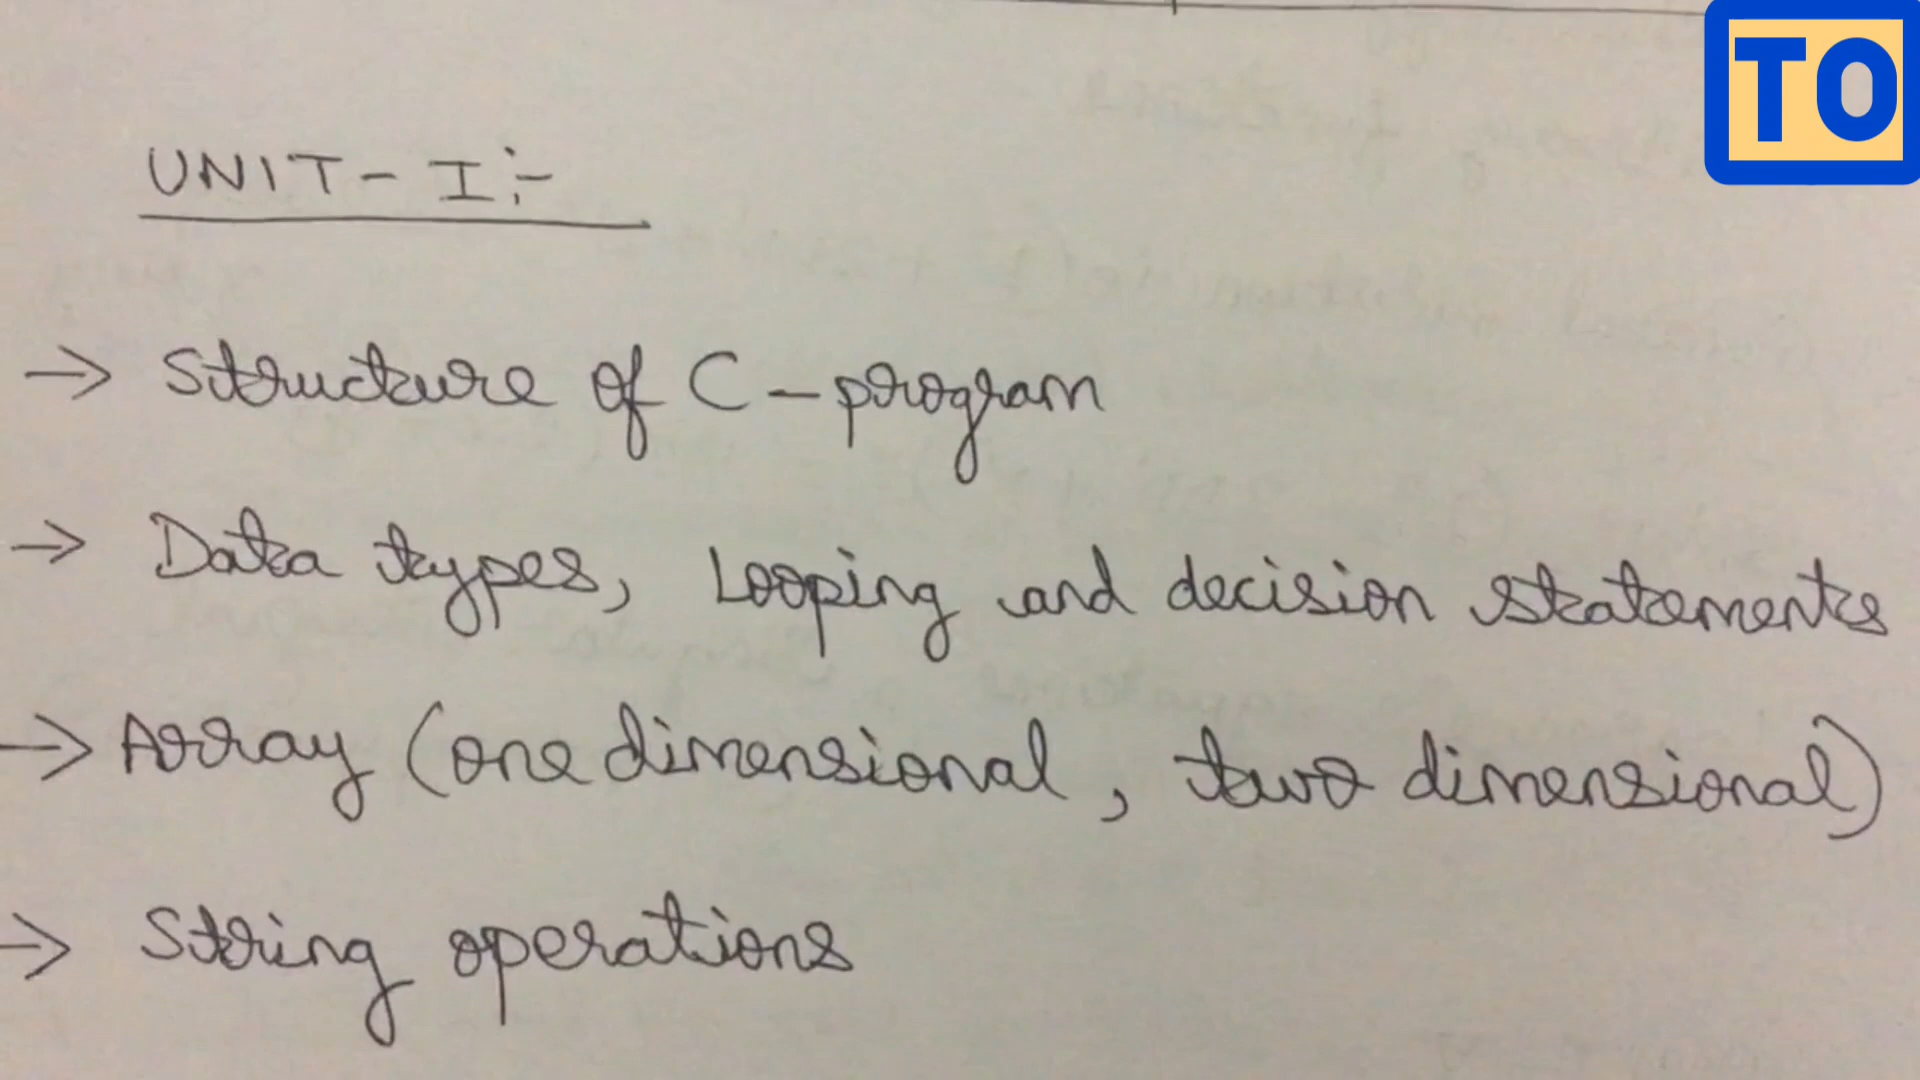 TO
UNIT - I :-
→ Structure of C - program
→ Data types, Looping and decision statements
→ Array (one dimensional, two dimensional)
→ String operations